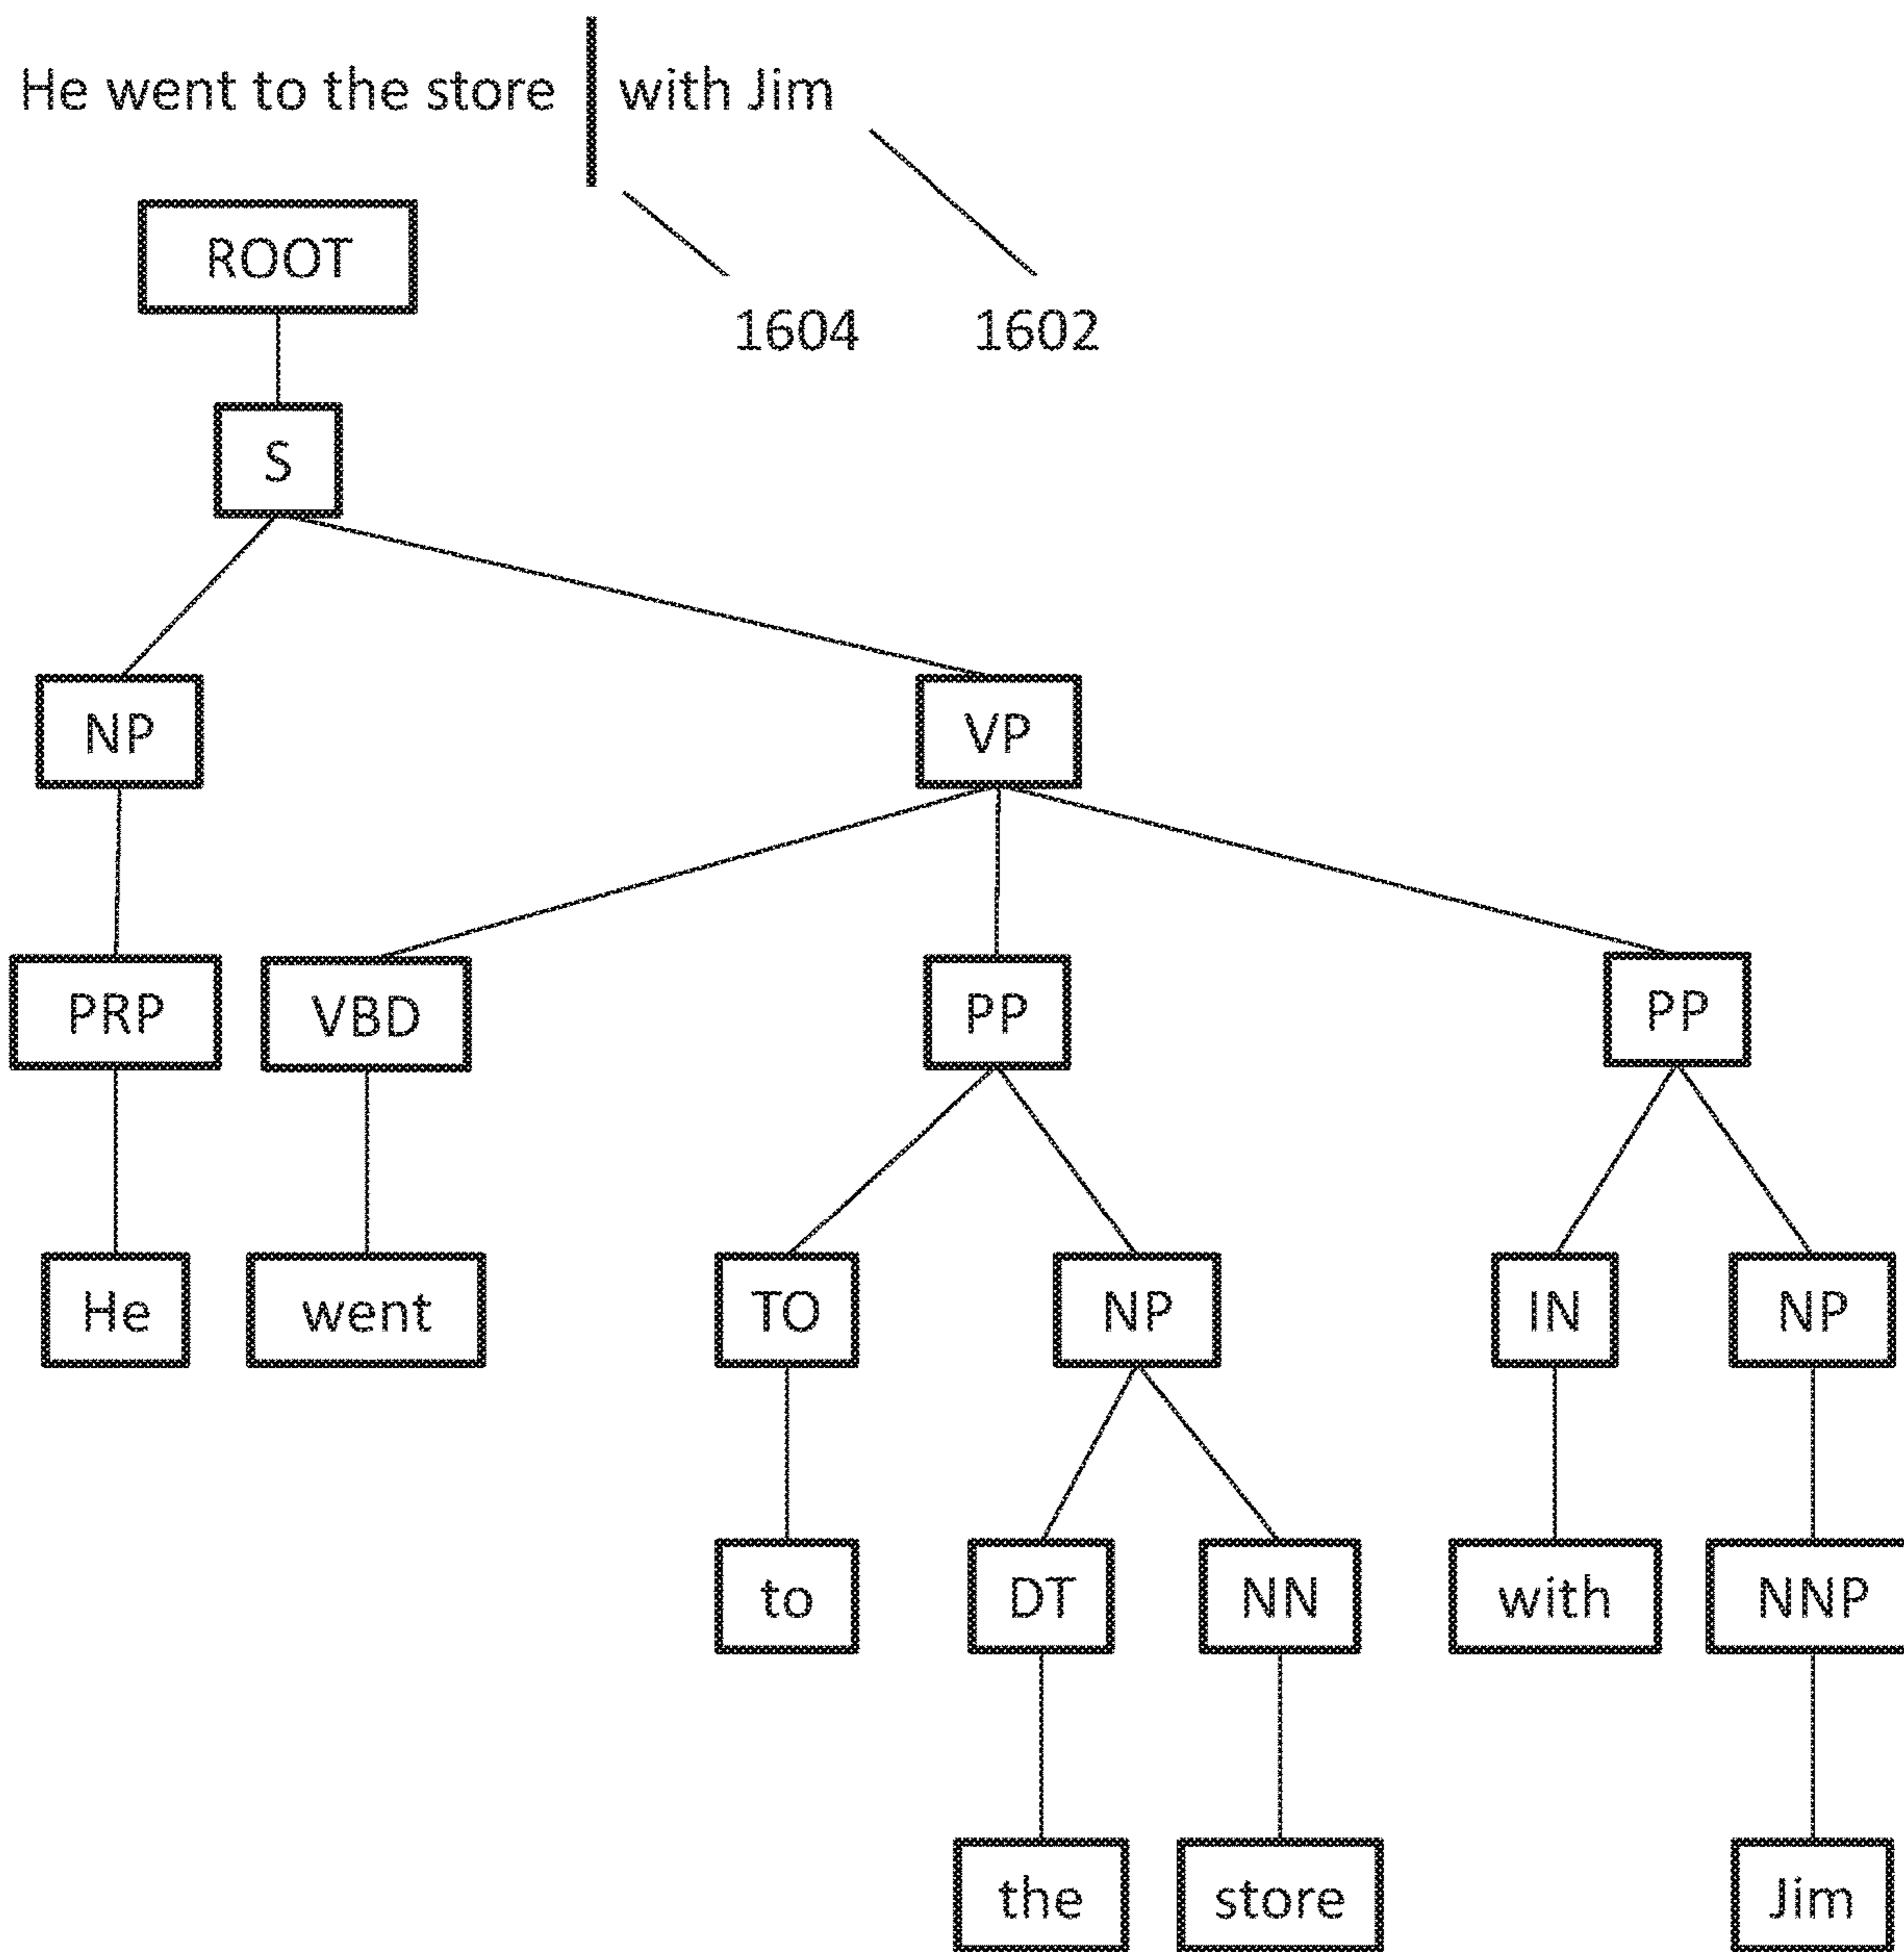 He went to the store with Jim
ROOT
1604 1602
S
NP VP
PRP VBD PP PP
He went TO NP IN NP
to DT NN with NNP
the store Jim